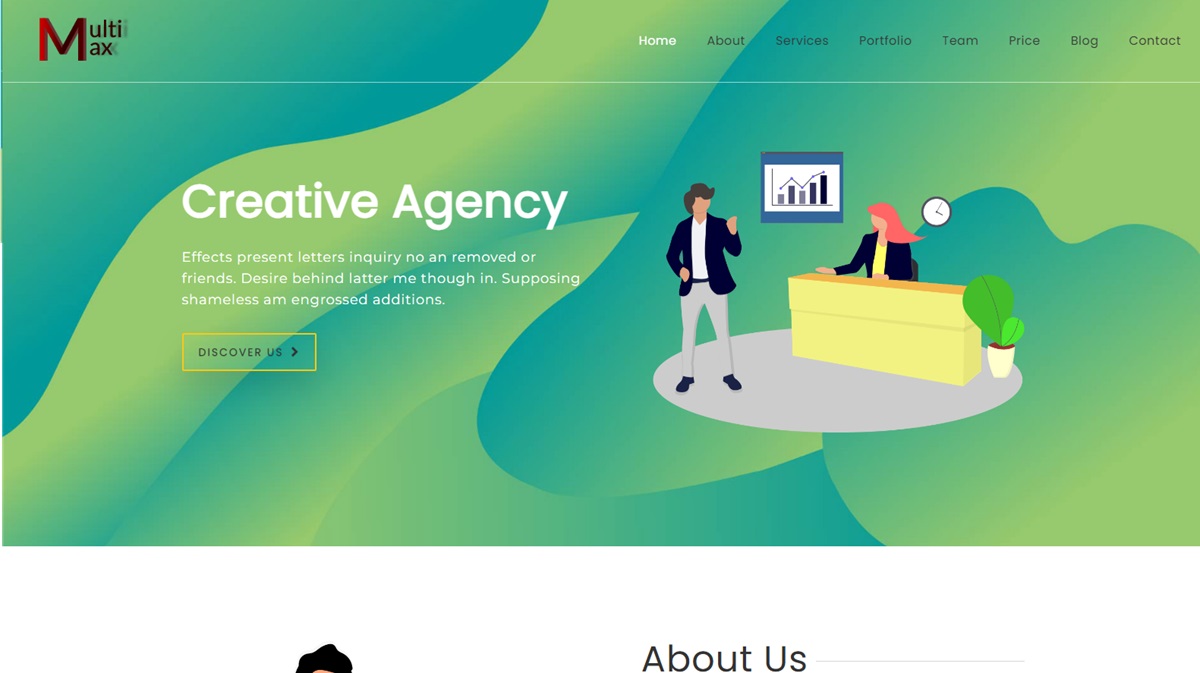 Multi
Max
Home About Services Portfolio Team Price Blog Contact
Creative Agency
Effects present letters inquiry no an removed or
friends. Desire behind latter me though in. Supposing
shameless am engrossed additions.
DISCOVER US
About Us